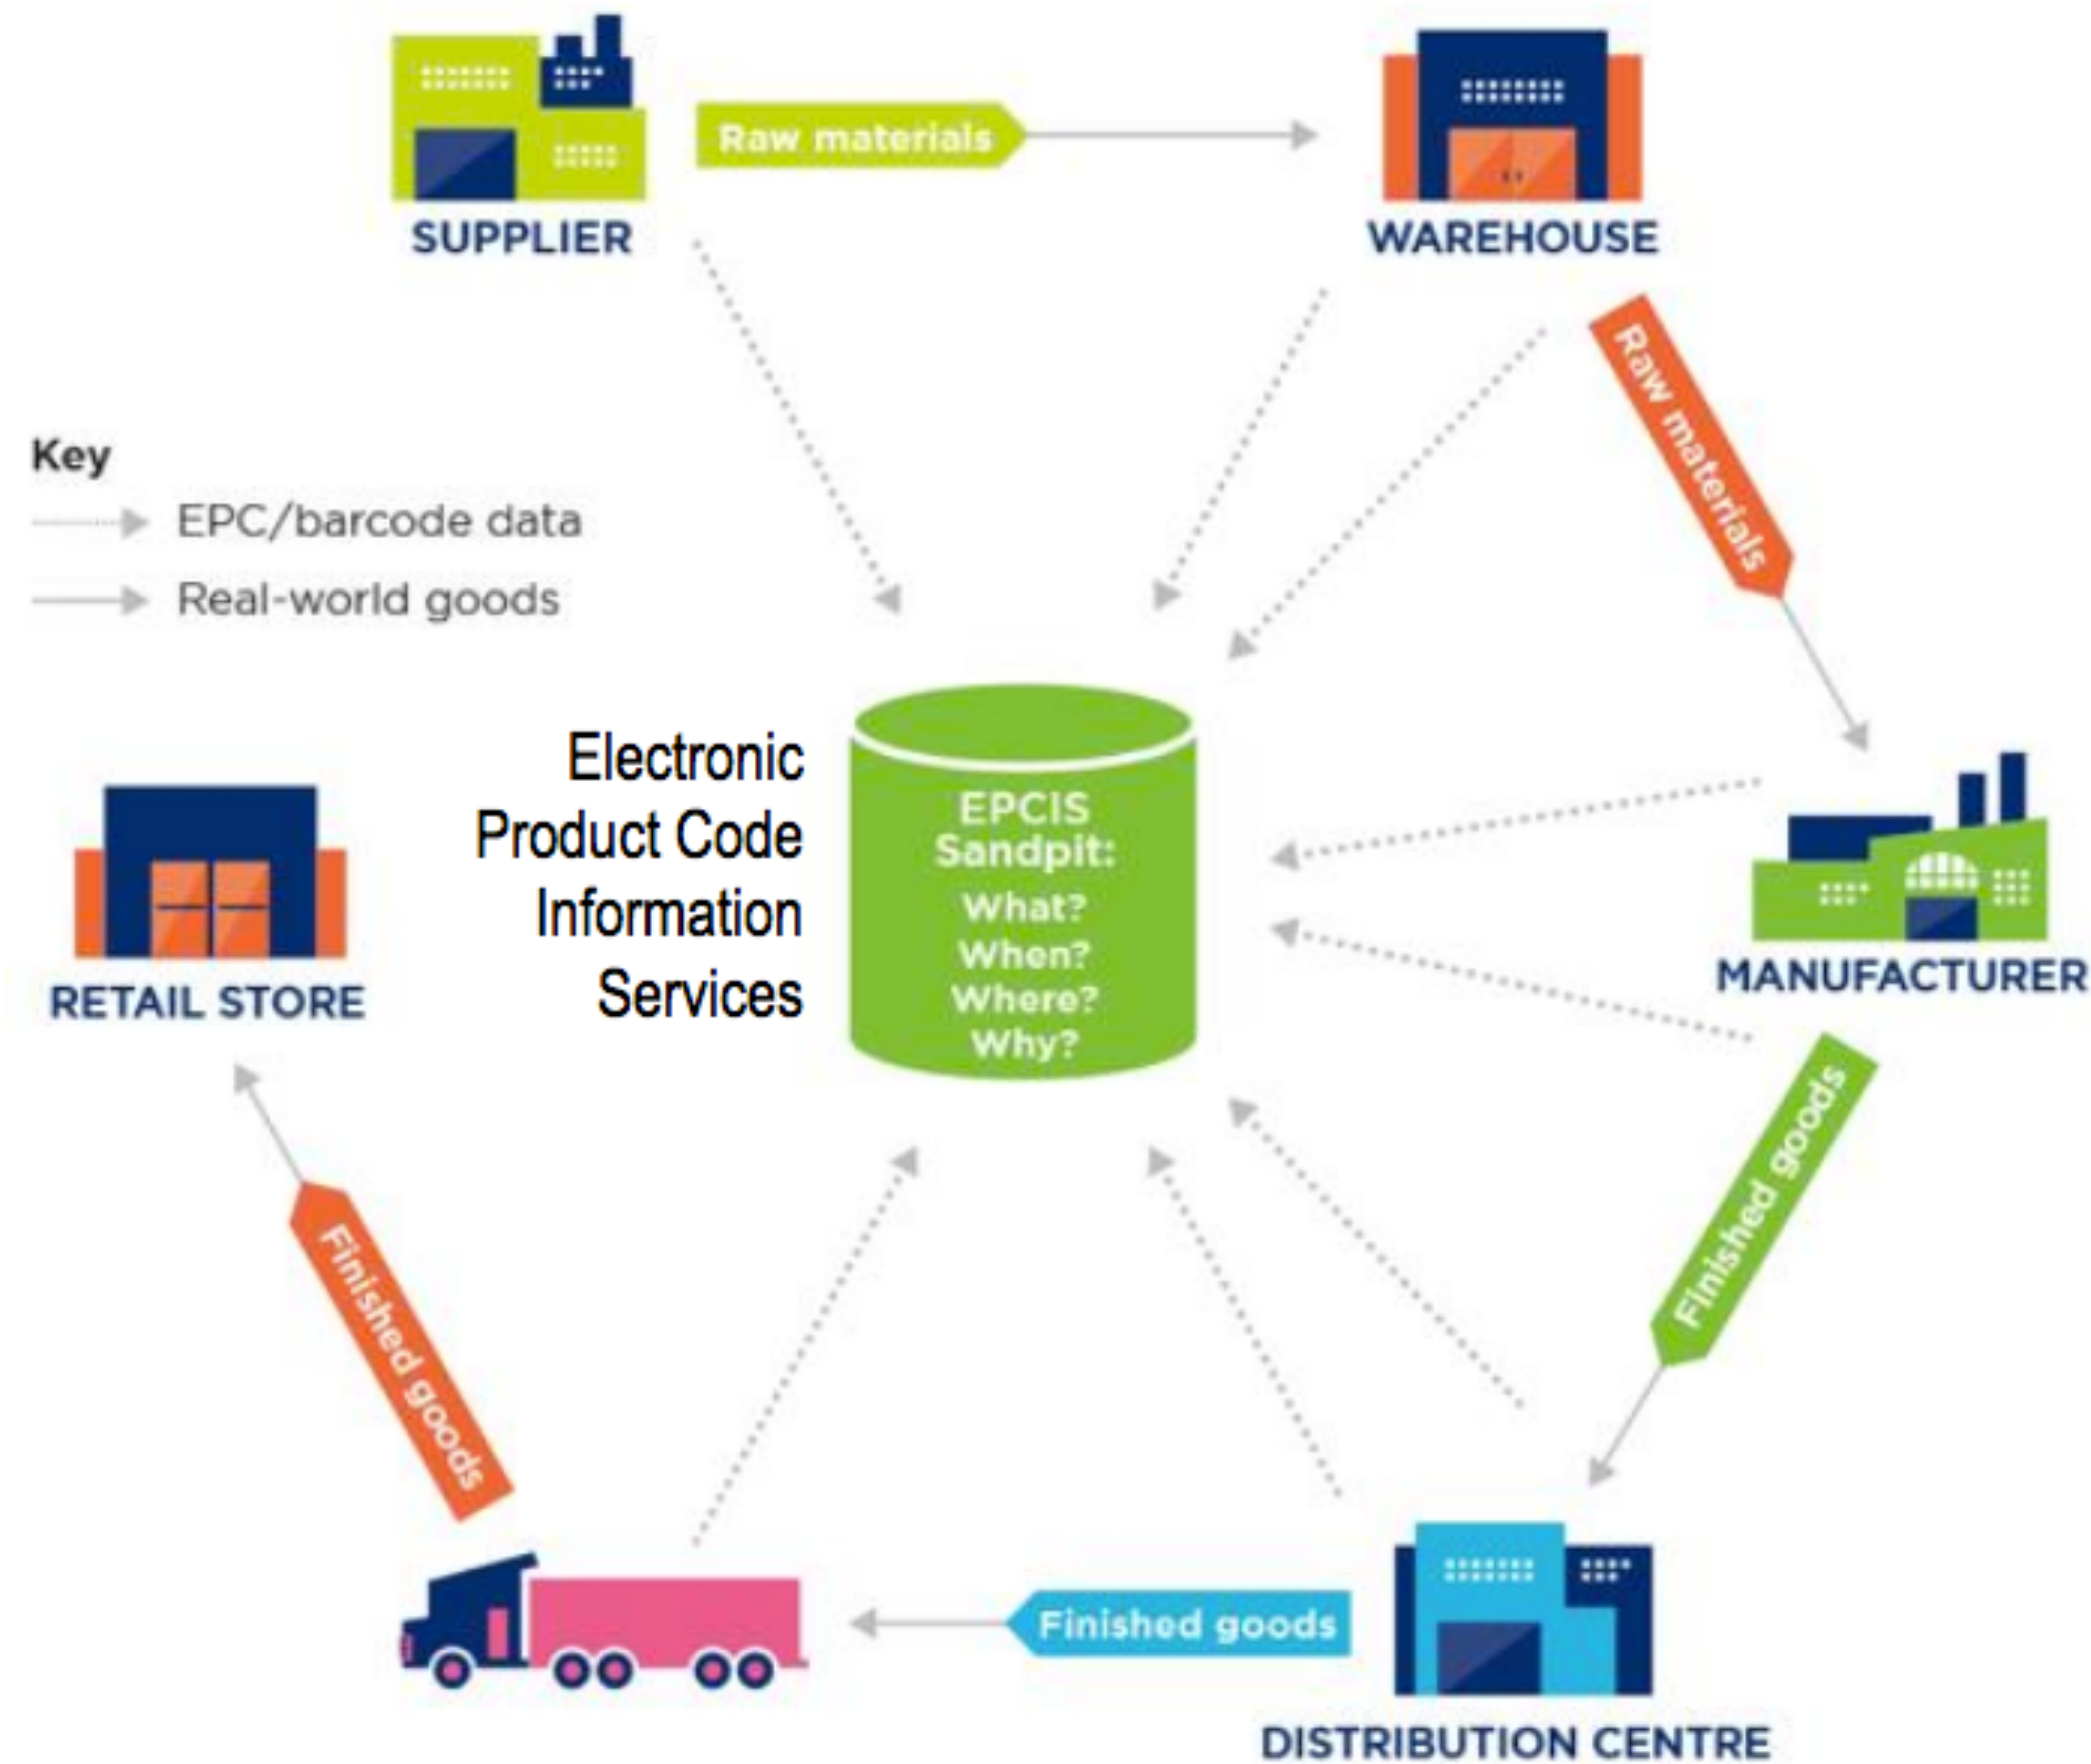 SUPPLIER
Raw materials
WAREHOUSE
Raw materials
Key
EPC/barcode data
Real-world goods
Electronic
Product Code
Information
Services
EPCIS
Sandpit:
What?
When?
Where?
Why?
RETAIL STORE
MANUFACTURER
Finished goods
Finished goods
Finished goods
DISTRIBUTION CENTRE